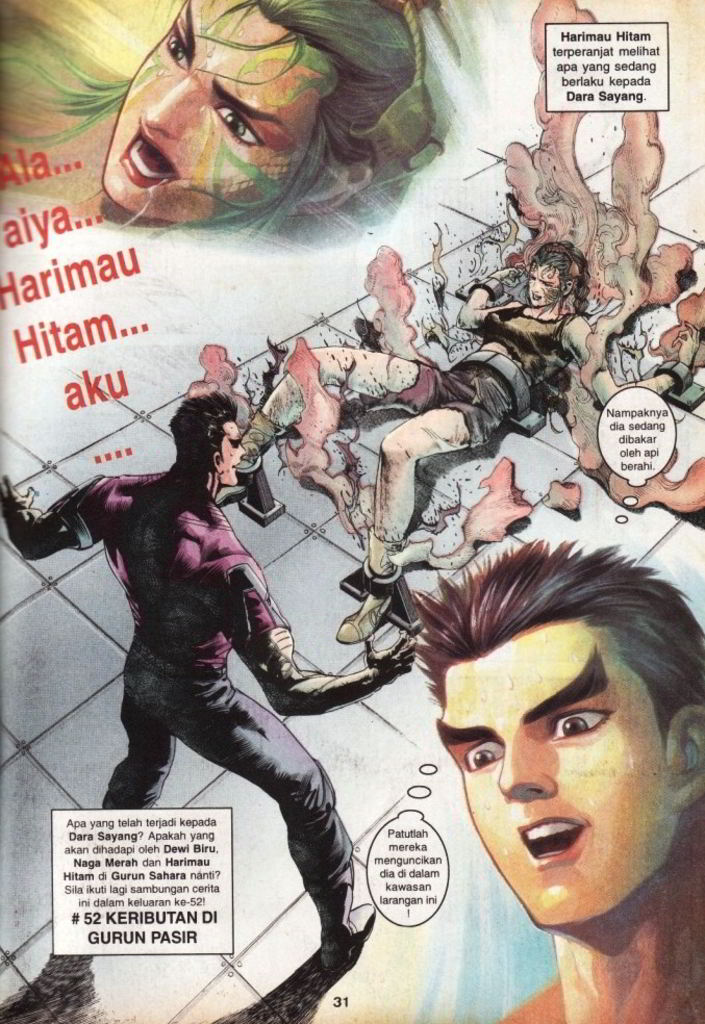 Harimau Hitam
terperanjat melihat
apa yang sedang
berlaku kepada
Dara Sayang.
Ala...
aiya...
Harimau
Hitam...
aku
....
Nampaknya
dia sedang
dibakar
oleh api
berahi.
Patutlah
mereka
menguncikan
dia di dalam
kawasan
larangan ini
!
Apa yang telah terjadi kepada
Dara Sayang? Apakah yang
akan dihadapi oleh Dewi Biru,
Naga Merah dan Harimau
Hitam di Gurun Sahara nanti?
Sila ikuti lagi sambungan cerita
ini dalam keluaran ke-52!
# 52 KERIBUTAN DI
GURUN PASIR
31